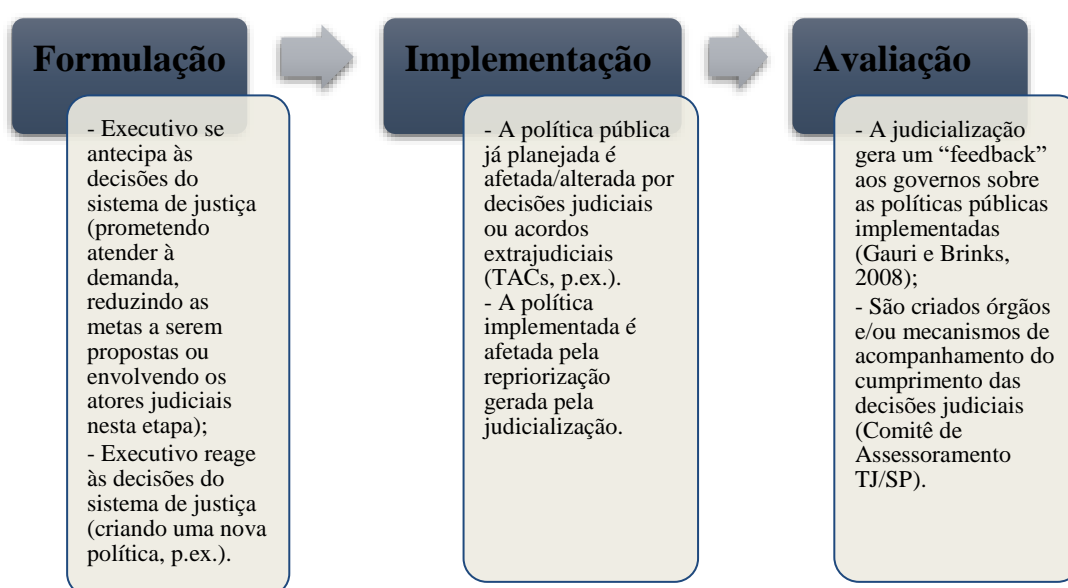 Formulação
- Executivo se
antecipa às
decisões do
sistema de justiça
(prometendo
atender à
demanda,
reduzindo as
metas a serem
propostas ou
envolvendo os
atores judiciais
nesta etapa);
- Executivo reage
às decisões do
sistema de justiça
(criando uma nova
política, p.ex.).
Implementação
- A política pública
já planejada é
afetada/alterada por
decisões judiciais
ou acordos
extrajudiciais
(TACs, p.ex.).
- A política
implementada é
afetada pela
repriorização
gerada pela
judicialização.
Avaliação
- A judicialização
gera um “feedback”
aos governos sobre
as políticas públicas
implementadas
(Gauri e Brinks,
2008);
- São criados órgãos
e/ou mecanismos de
acompanhamento do
cumprimento das
decisões judiciais
(Comitê de
Assessoramento
TJ/SP).